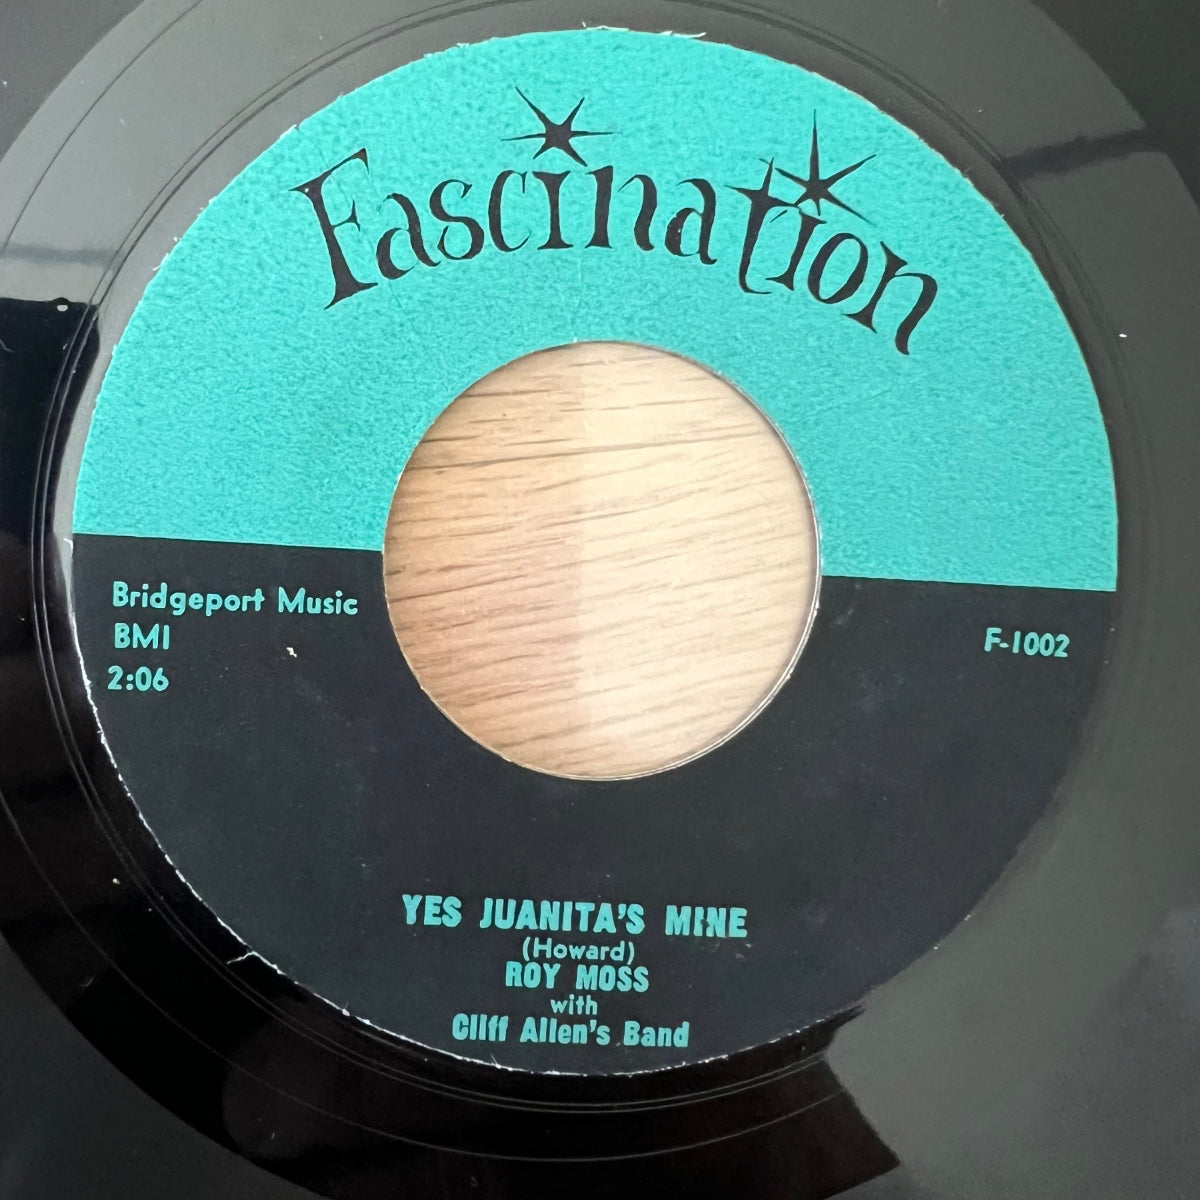 Fascination
Bridgeport Music
BMI
2:06
F-1002
YES JUANITA'S MINE
(Howard)
ROY MOSS
with
Cliff Allen's Band